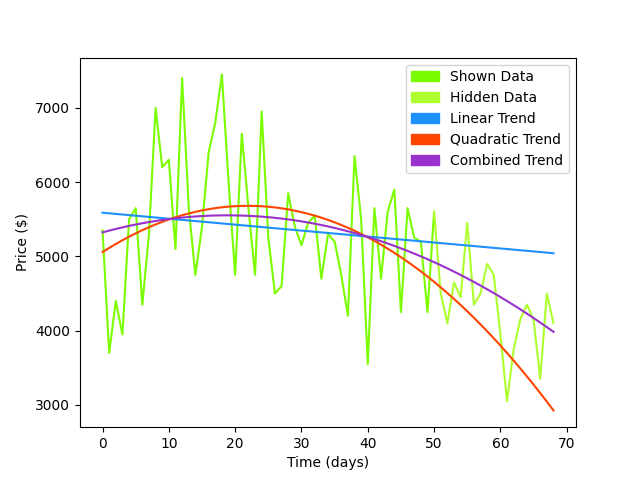 Shown Data
Hidden Data
Linear Trend
Quadratic Trend
Combined Trend
7000
6000
5000
4000
3000
Price ($)
0 10 20 30 40 50 60 70
Time (days)